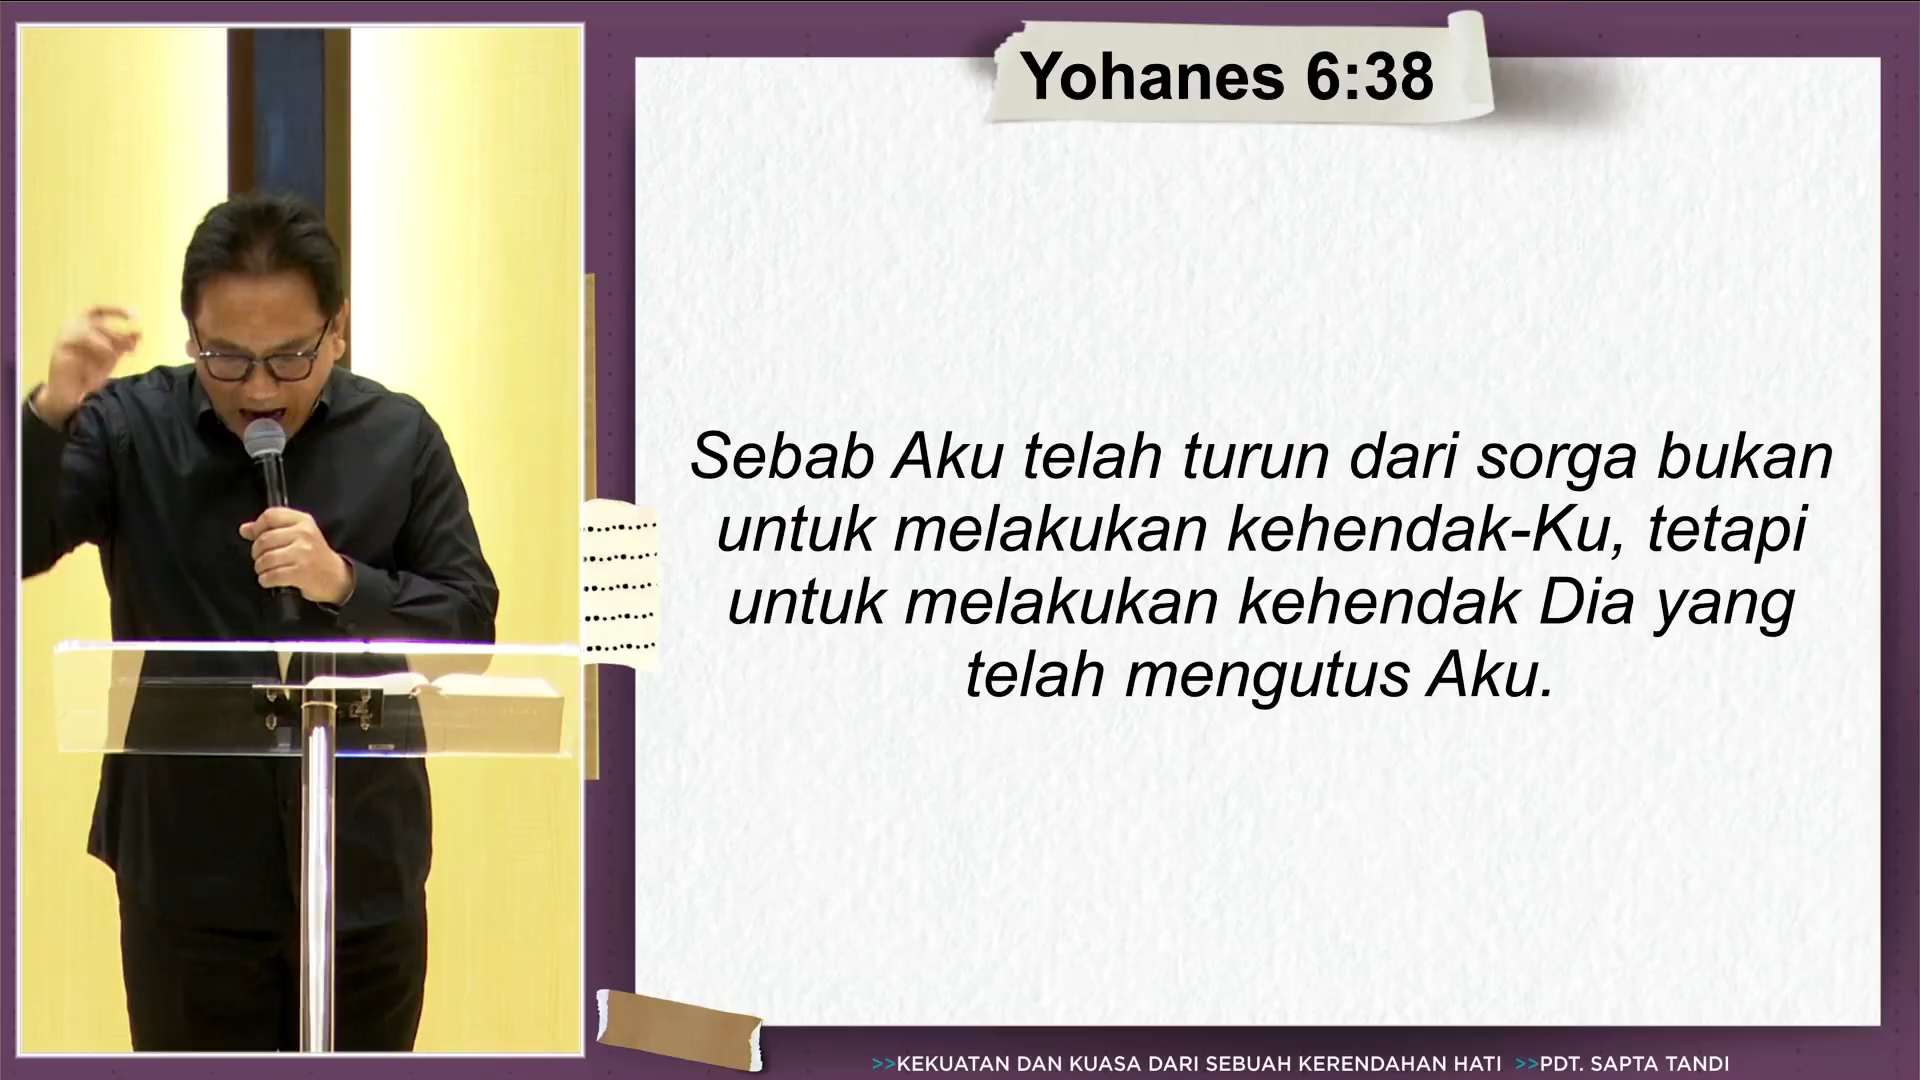 Yohanes 6:38
Sebab Aku telah turun dari sorga bukan
untuk melakukan kehendak-Ku, tetapi
untuk melakukan kehendak Dia yang
telah mengutus Aku.
>>KEKUATAN DAN KUASA DARI SEBUAH KERENDAHAN HATI >>PDT. SAPTA TANDI